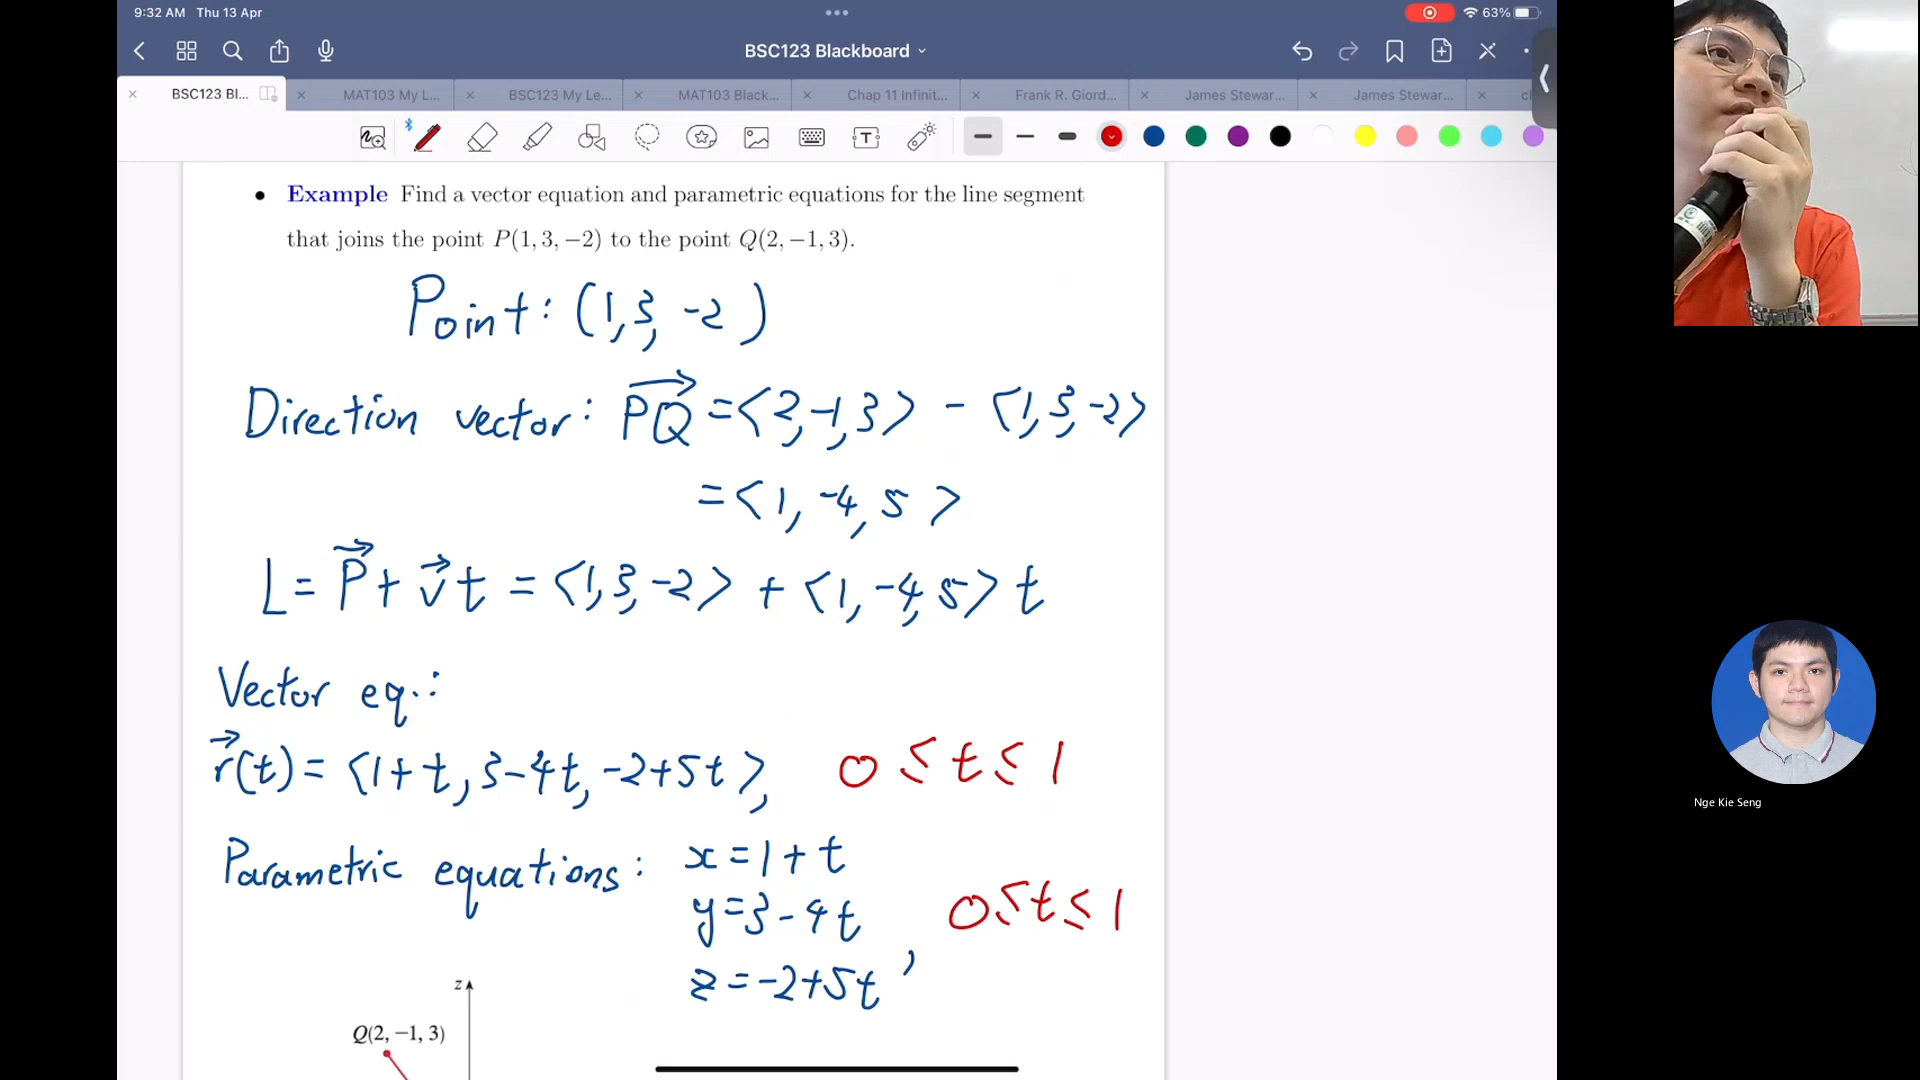 9:32 AM Thu 13 Apr
63%
BSC123 Blackboard
BSC123 Bl...
MAT103 My L...
BSC123 My Le...
MAT103 Black...
Chap 11 Infinit...
Frank R. Giord...
James Stewar...
James Stewar...
• Example Find a vector equation and parametric equations for the line segment
that joins the point P(1, 3, −2) to the point Q(2, −1, 3).
Point: (1, 3, -2)
Direction vector: \overrightarrow{PQ} = <2, -1, 3> - <1, 3, -2>
= <1, -4, 5>
L = \vec{P} + \vec{v} t = <1, 3, -2> + <1, -4, 5> t
Vector eq.:
\vec{r}(t) = <1+t, 3-4t, -2+5t>, 0 ≤ t ≤ 1
Parametric equations: x = 1 + t
y = 3 - 4t 0 ≤ t ≤ 1
z = -2 + 5t ,
z
Q(2, −1, 3)
Nge Kie Seng